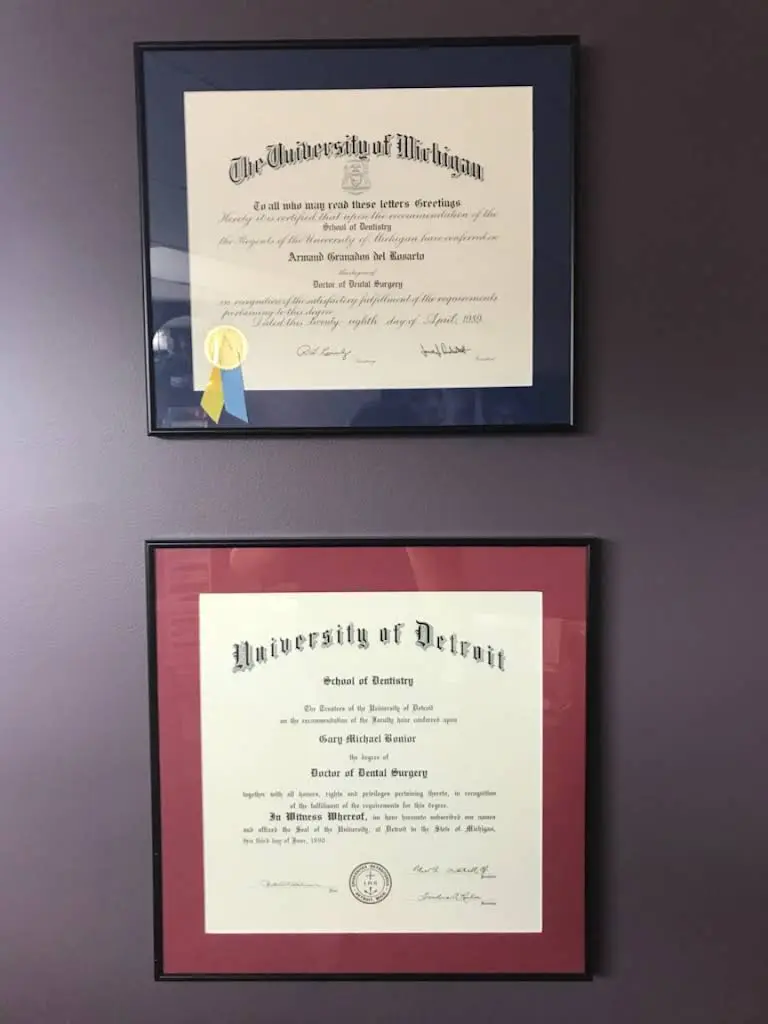 The University of Michigan
To all who may read these letters Greetings
Hereby it is certified that upon the recommendation of the
School of Dentistry
the Regents of the University of Michigan have conferred on
Armand Granados del Rosario
the degree of
Doctor of Dental Surgery
in recognition of the satisfactory fulfillment of the requirements
pertaining to this degree
Dated this twenty-eighth day of April, 1989.
Secretary
President
University of Detroit
School of Dentistry
The Trustees of the University of Detroit
on the recommendation of the Faculty have conferred upon
Gary Michael Bonior
the degree of
Doctor of Dental Surgery
together with all honors, rights and privileges pertaining thereto, in recognition
of the fulfillment of the requirements for this degree.
In Witness Whereof, we have hereunto subscribed our names
and affixed the Seal of the University, at Detroit in the State of Michigan,
this third day of June, 1990
President
Dean
Secretary